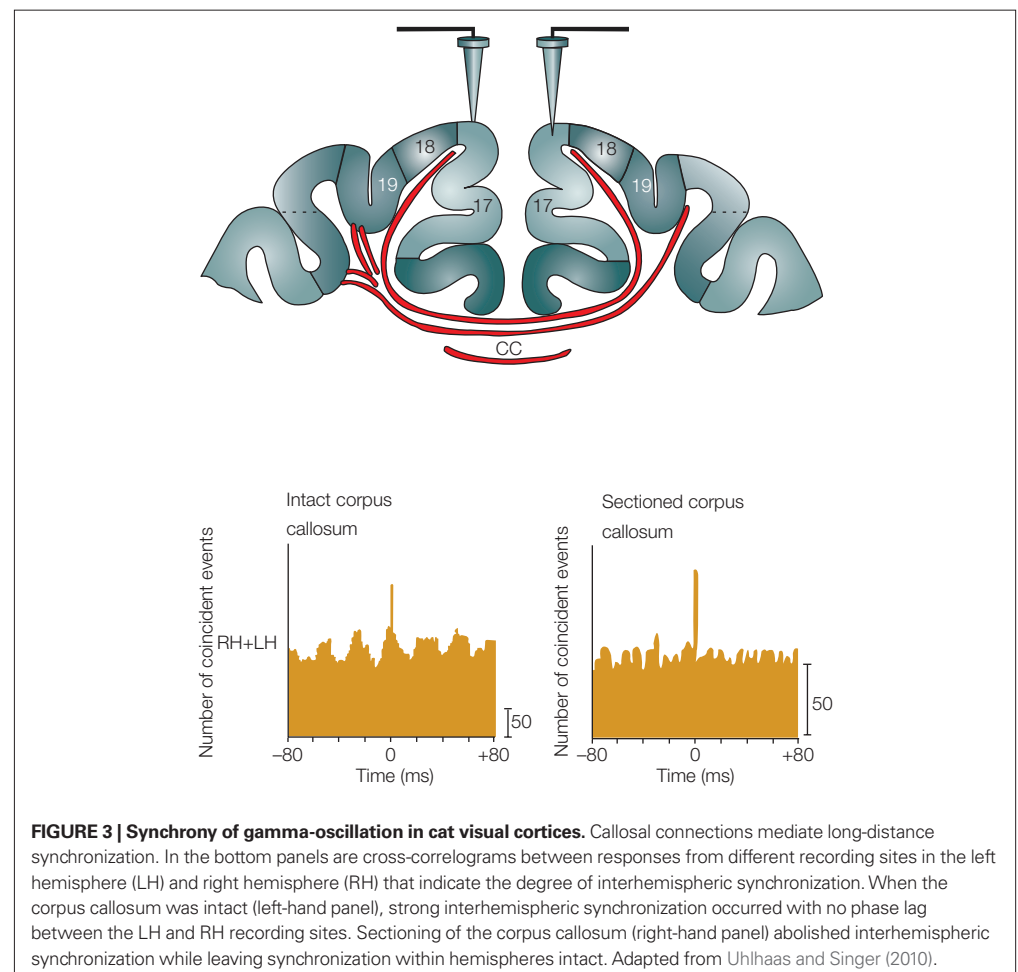 18
18
19
19
17
17
CC
Intact corpus
callosum
Number of coincident events
RH+LH
50
−80
0
+80
Time (ms)
Sectioned corpus
callosum
Number of coincident events
50
−80
0
+80
Time (ms)
FIGURE 3 | Synchrony of gamma-oscillation in cat visual cortices. Callosal connections mediate long-distance
synchronization. In the bottom panels are cross-correlograms between responses from different recording sites in the left
hemisphere (LH) and right hemisphere (RH) that indicate the degree of interhemispheric synchronization. When the
corpus callosum was intact (left-hand panel), strong interhemispheric synchronization occurred with no phase lag
between the LH and RH recording sites. Sectioning of the corpus callosum (right-hand panel) abolished interhemispheric
synchronization while leaving synchronization within hemispheres intact. Adapted from Uhlhaas and Singer (2010).